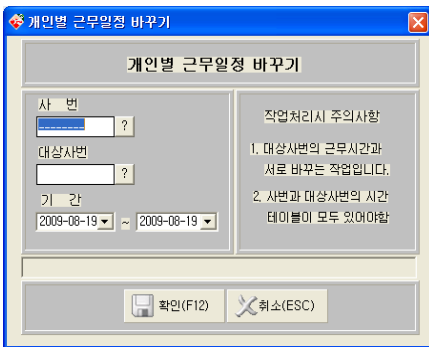 개인별 근무일정 바꾸기
개인별 근무일정 바꾸기
사 번
?
대상사번
?
기 간
2009-08-19 ~ 2009-08-19
작업처리시 주의사항
1. 대상사번의 근무시간과
서로 바꾸는 작업입니다.
2. 사번과 대상사번의 시간
테이블이 모두 있어야함
확인(F12) 취소(ESC)